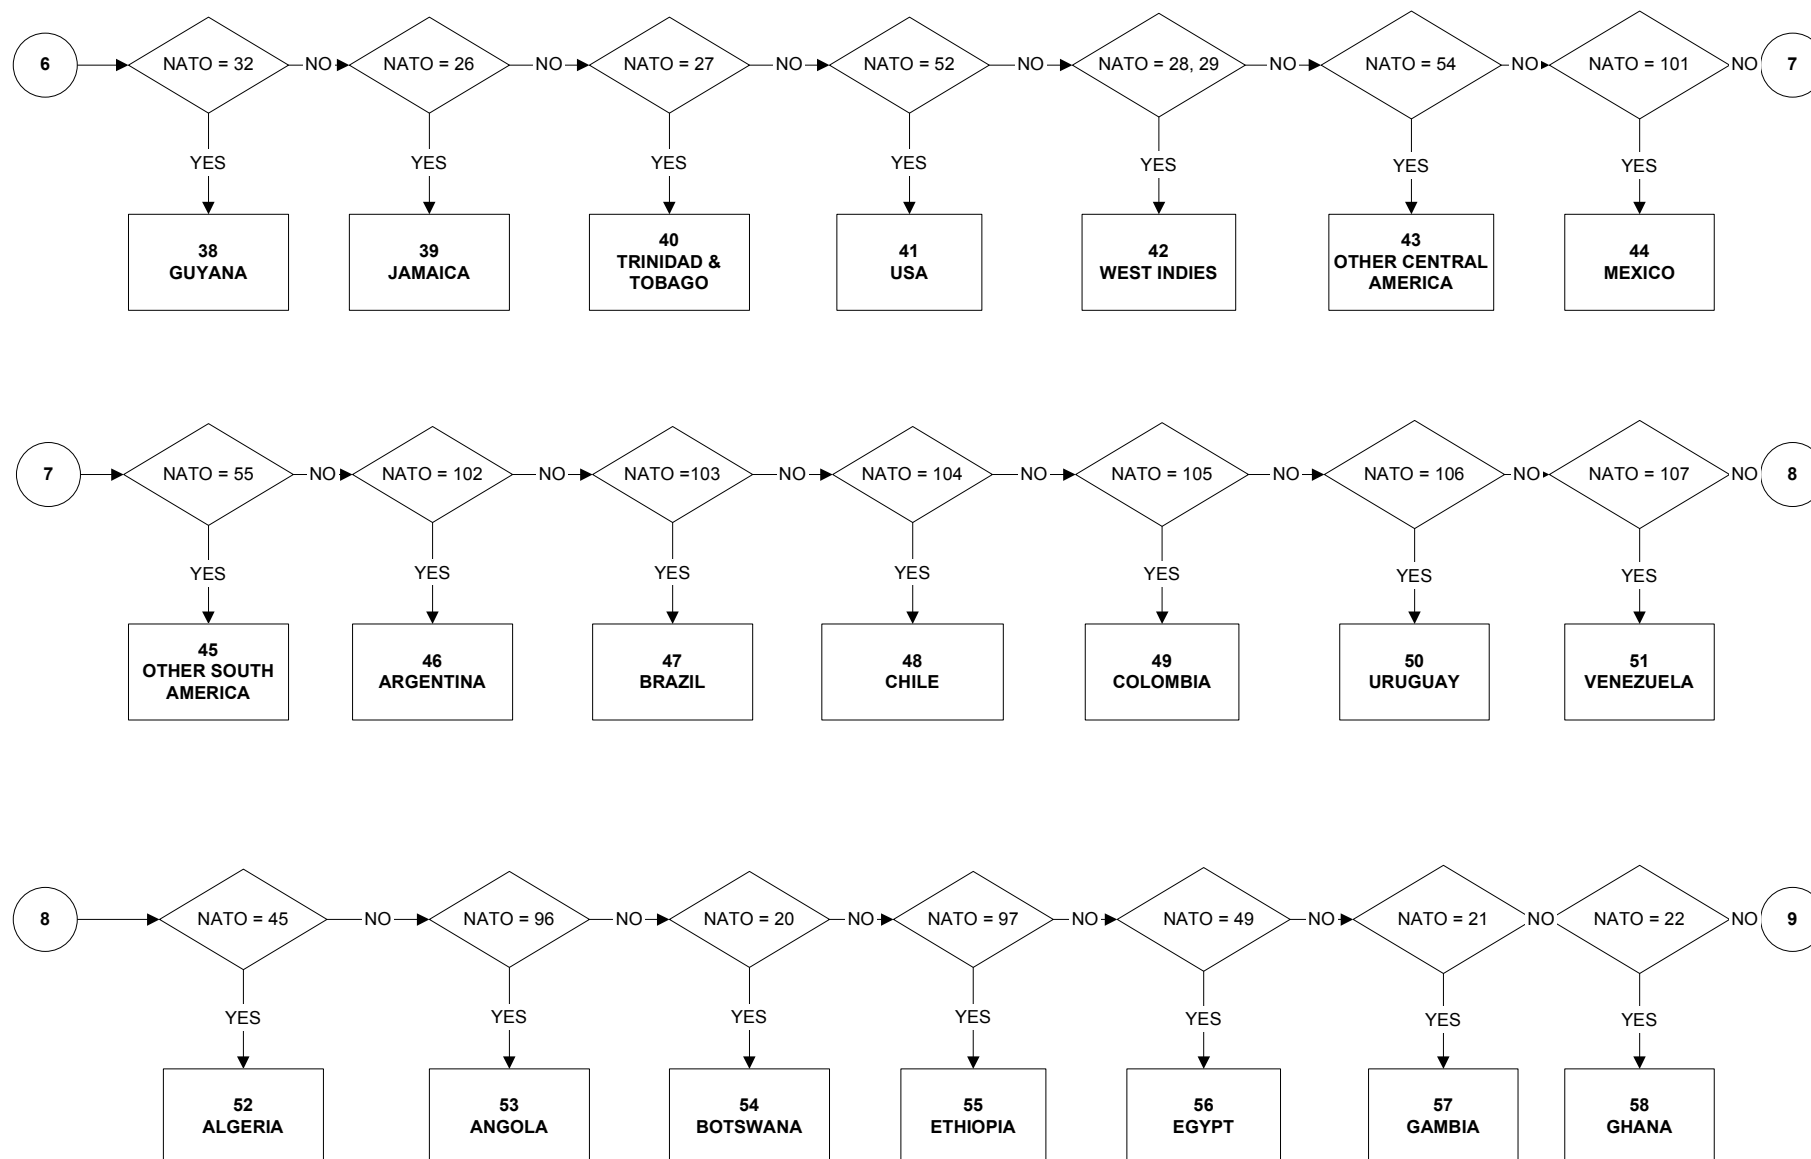 6
NATO = 32
NO
NATO = 26
NO
NATO = 27
NO
NATO = 52
NO
NATO = 28, 29
NO
NATO = 54
NO
NATO = 101
NO
7
YES
YES
YES
YES
YES
YES
YES
38
GUYANA
39
JAMAICA
40
TRINIDAD &
TOBAGO
41
USA
42
WEST INDIES
43
OTHER CENTRAL
AMERICA
44
MEXICO
7
NATO = 55
NO
NATO = 102
NO
NATO =103
NO
NATO = 104
NO
NATO = 105
NO
NATO = 106
NO
NATO = 107
NO
8
YES
YES
YES
YES
YES
YES
YES
45
OTHER SOUTH
AMERICA
46
ARGENTINA
47
BRAZIL
48
CHILE
49
COLOMBIA
50
URUGUAY
51
VENEZUELA
8
NATO = 45
NO
NATO = 96
NO
NATO = 20
NO
NATO = 97
NO
NATO = 49
NO
NATO = 21
NO
NATO = 22
NO
9
YES
YES
YES
YES
YES
YES
YES
52
ALGERIA
53
ANGOLA
54
BOTSWANA
55
ETHIOPIA
56
EGYPT
57
GAMBIA
58
GHANA